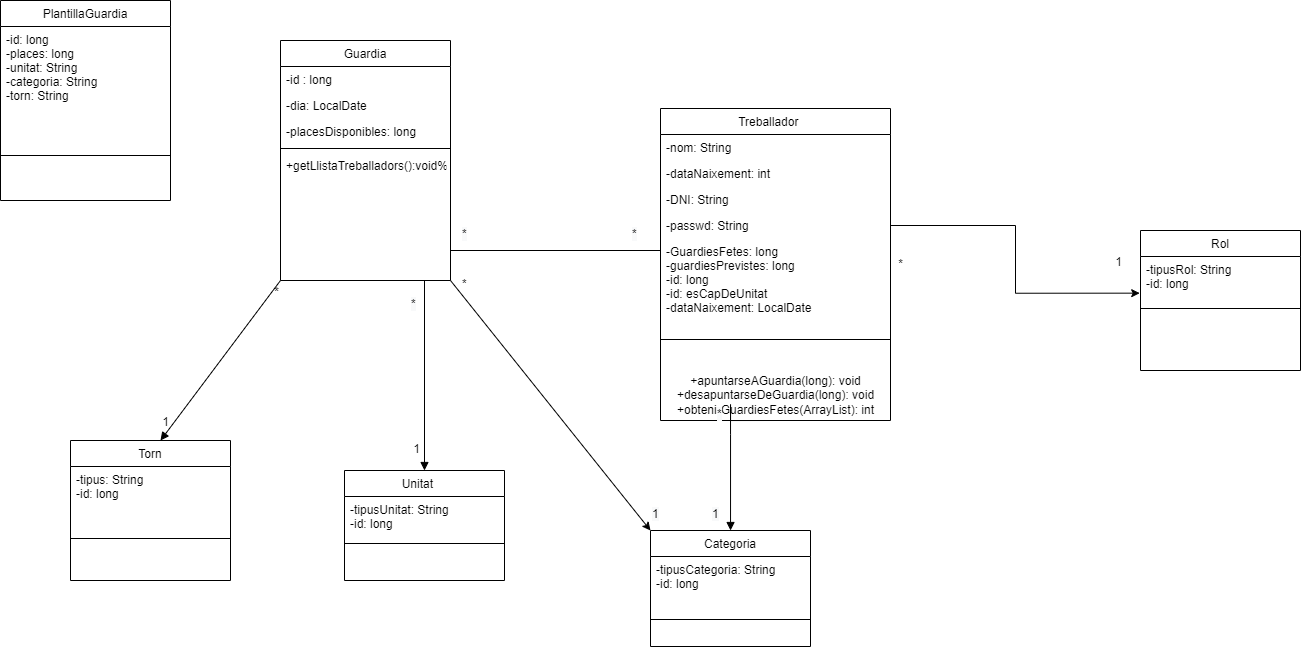 PlantillaGuardia
-id: long
-places: long
-unitat: String
-categoria: String
-torn: String
Guardia
-id : long
-dia: LocalDate
-placesDisponibles: long
+getLlistaTreballadors():void%
Treballador
-nom: String
-dataNaixement: int
-DNI: String
-passwd: String
-GuardiesFetes: long
-guardiesPrevistes: long
-id: long
-id: esCapDeUnitat
-dataNaixement: LocalDate
+apuntarseAGuardia(long): void
+desapuntarseDeGuardia(long): void
+obteni GuardiesFetes(ArrayList): int
Rol
-tipusRol: String
-id: long
*
*
*
1
*
*
*
*
1
1
1
1
Torn
-tipus: String
-id: long
Unitat
-tipusUnitat: String
-id: long
Categoria
-tipusCategoria: String
-id: long